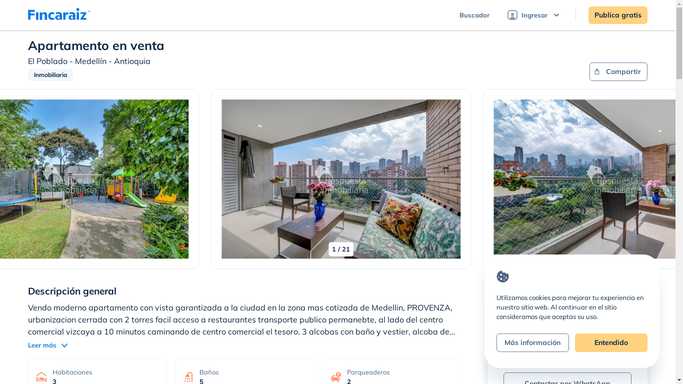 Fincaraiz
Buscador
Ingresar
Publica gratis
Apartamento en venta
El Poblado - Medellín - Antioquia
Inmobiliaria
Compartir
1 / 21
Descripción general
Vendo moderno apartamento con vista garantizada a la ciudad en la zona mas cotizada de Medellin, PROVENZA,
urbanizacion cerrada con 2 torres facil acceso a restaurantes transporte publico permanebte, al lado del centro
comercial vizcaya a 10 minutos caminando de centro comercial el tesoro, 3 alcobas con baño y vestier, alcoba de...
Leer más
Habitaciones
3
Baños
5
Parqueaderos
2
Utilizamos cookies para mejorar tu experiencia en
nuestro sitio web. Al continuar en el sitio
consideramos que aceptas su uso.
Más información
Entendido
Contactar por WhatsApp